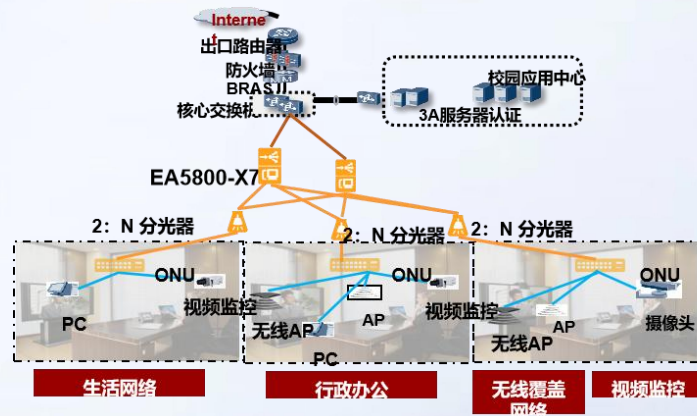 Interne
t
出口路由器
防火墙
BRAS
核心交换机
校园应用中心
3A服务器认证
EA5800-X7
2：N 分光器
2：N 分光器
2：N 分光器
ONU
视频监控
PC
ONU
视频监控
无线AP
AP
PC
ONU
摄像头
AP
无线AP
生活网络
行政办公
无线覆盖
网络
视频监控